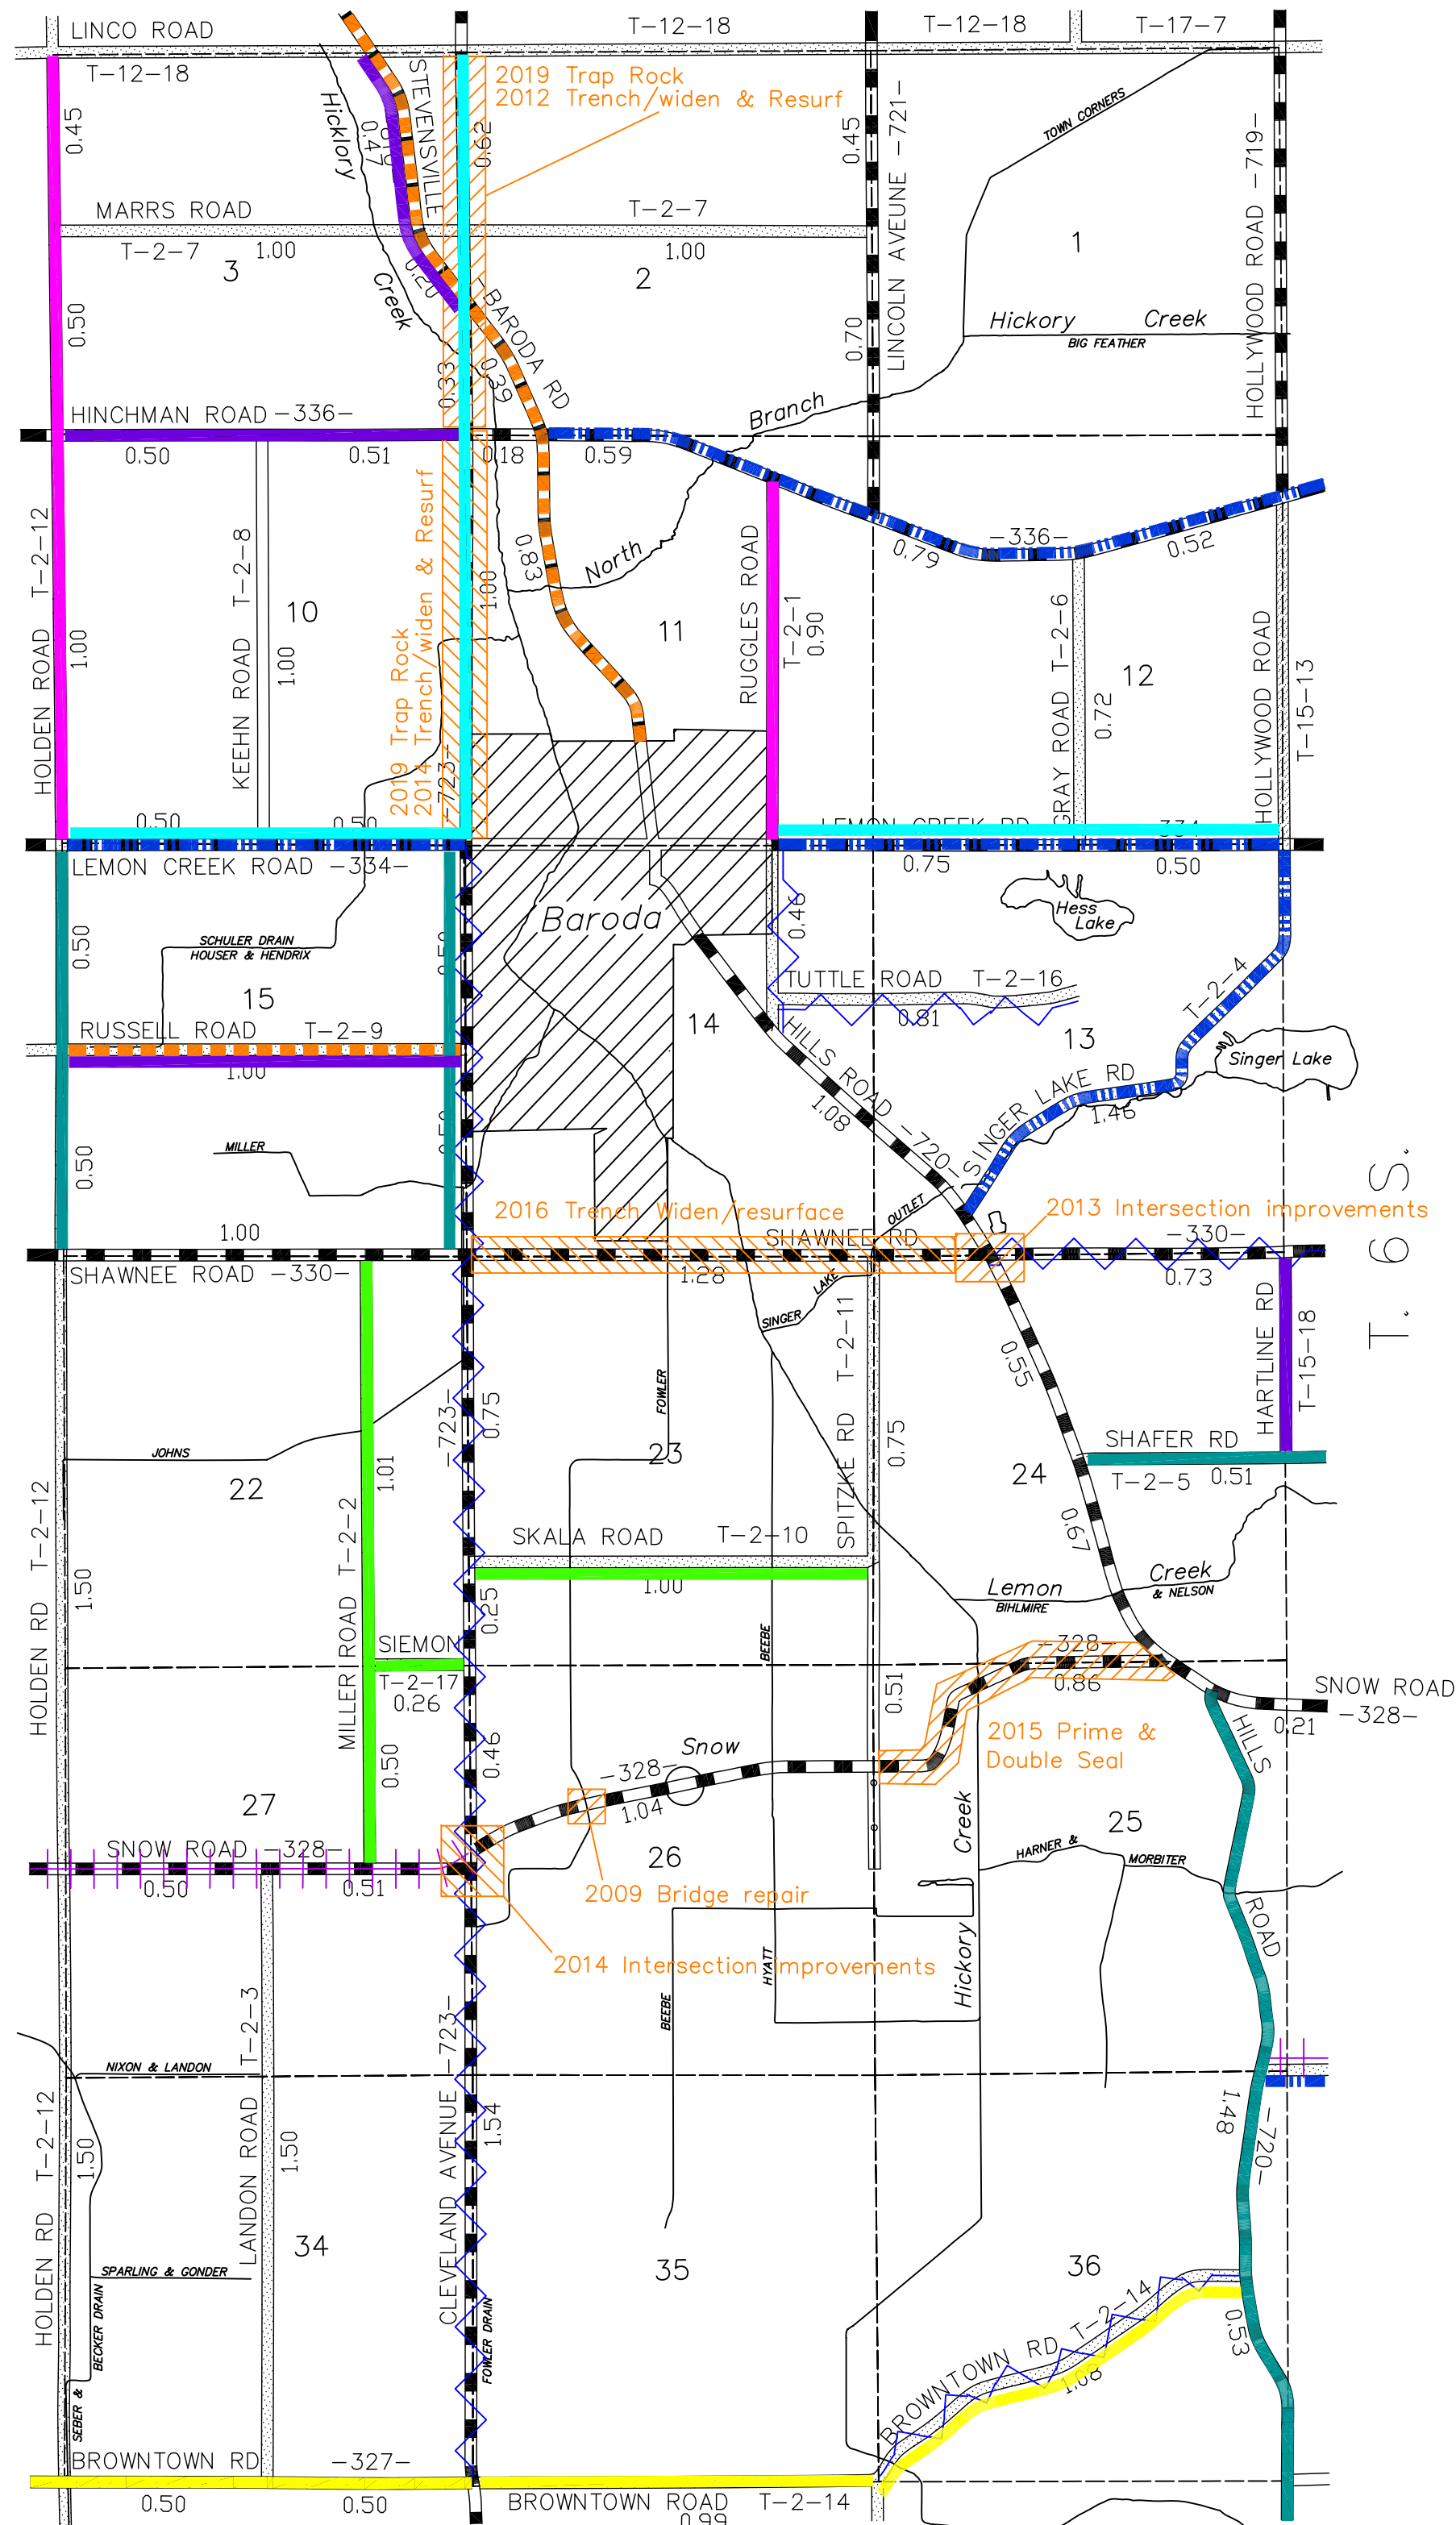 LINCO ROAD
T-12-18
T-12-18
T-17-7
T-12-18
STEVENSVILLE
2019 Trap Rock
2012 Trench/widen & Resurf
0.45
Hicklory
0.47
0.62
0.45
LINCOLN AVEUNE -721-
TOWN CORNERS
HOLLYWOOD ROAD -719-
MARRS ROAD
T-2-7
T-2-7
1.00
1.00
3
2
1
Creek
0.20
BARODA RD
0.50
0.70
Hickory Creek
BIG FEATHER
0.33
0.39
HINCHMAN ROAD -336-
Branch
0.50
0.51
0.18
0.59
HOLDEN ROAD T-2-12
KEEHN ROAD T-2-8
2019 Trap Rock
2014 Trench/widen & Resurf
0.83
North
-336-
0.79
0.52
RUGGLES ROAD
T-2-1
0.90
GRAY ROAD T-2-6
0.72
HOLLYWOOD ROAD
T-15-13
10
1.00
1.00
1.00
11
12
-723-
0.50
0.50
LEMON CREEK RD
334
LEMON CREEK ROAD -334-
0.75
0.50
Baroda
0.46
Hess
Lake
0.50
0.50
SCHULER DRAIN
HOUSER & HENDRIX
TUTTLE ROAD T-2-16
0.81
T-2-4
15
14
13
RUSSELL ROAD T-2-9
1.00
HILLS ROAD -720-
1.08
Singer Lake
SINGER LAKE RD
1.46
MILLER
0.50
0.50
OUTLET
2016 Trench Widen/resurface
2013 Intersection improvements
1.00
SHAWNEE RD
-330-
SHAWNEE ROAD -330-
1.28
0.73
T. 6 S.
SINGER LAKE
SPITZKE RD T-2-11
0.55
HARTLINE RD
T-15-18
FOWLER
-723-
0.75
0.75
JOHNS
1.01
22
23
24
SHAFER RD
T-2-5 0.51
HOLDEN RD T-2-12
1.50
MILLER ROAD T-2-2
SKALA ROAD T-2-10
1.00
0.67
0.25
Lemon Creek
BIHLMIRE
& NELSON
SIEMON
T-2-17
0.26
BEEBE
-328-
0.86
0.51
SNOW ROAD
-328-
0.21
0.50
0.46
Snow
2015 Prime &
Double Seal
HILLS
-328-
1.04
27
26
25
SNOW ROAD -328-
0.50
0.51
Creek
HARNER &
MORBITER
2009 Bridge repair
ROAD
2014 Intersection improvements
Hickory
HYATT
BEEBE
T-2-3
LANDON ROAD
1.50
NIXON & LANDON
CLEVELAND AVENUE -723-
1.54
1.48
-720-
HOLDEN RD T-2-12
1.50
34
35
36
SPARLING & GONDER
SEBER &
BECKER DRAIN
FOWLER DRAIN
BROWNTOWN RD T-2-14
1.08
0.53
BROWNTOWN RD -327-
0.50
0.50
BROWNTOWN ROAD T-2-14
0.99